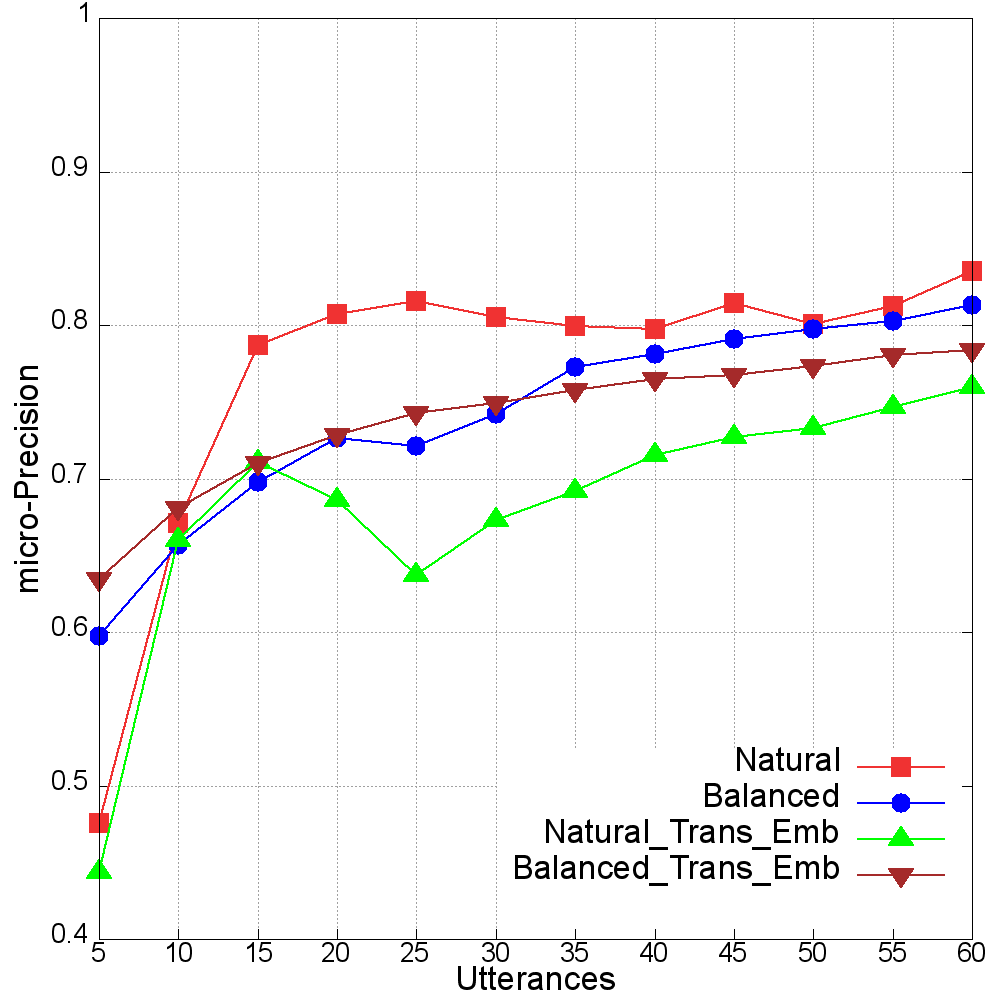 1
0.9
0.8
0.7
0.6
0.5
0.4
micro-Precision
5 10 15 20 25 30 35 40 45 50 55 60
Utterances
Natural
Balanced
Natural_Trans_Emb
Balanced_Trans_Emb